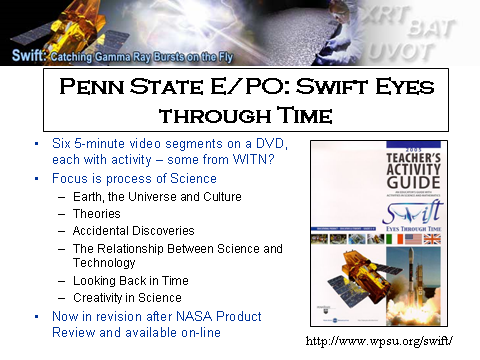 XRT
BAT
UVOT
Swift: Catching Gamma Ray Bursts on the Fly
Penn State E/PO: Swift Eyes
through Time
• Six 5-minute video segments on a DVD,
each with activity – some from WITN?
• Focus is process of Science
– Earth, the Universe and Culture
– Theories
– Accidental Discoveries
– The Relationship Between Science and
Technology
– Looking Back in Time
– Creativity in Science
• Now in revision after NASA Product
Review and available on-line
2005
TEACHER'S
ACTIVITY
GUIDE
Swift
EYES THROUGH TIME
http://www.wpsu.org/swift/